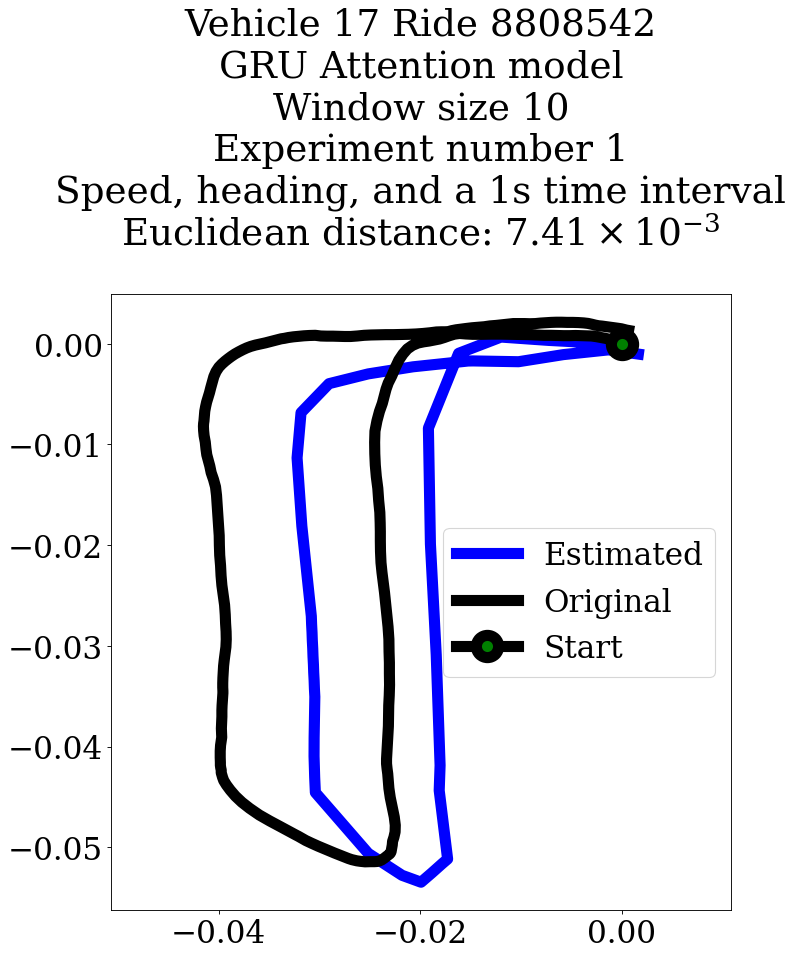 Vehicle 17 Ride 8808542
GRU Attention model
Window size 10
Experiment number 1
Speed, heading, and a 1s time interval
Euclidean distance: 7.41 × 10⁻³
0.00
−0.01
−0.02
−0.03
−0.04
−0.05
Estimated
Original
Start
−0.04 −0.02 0.00